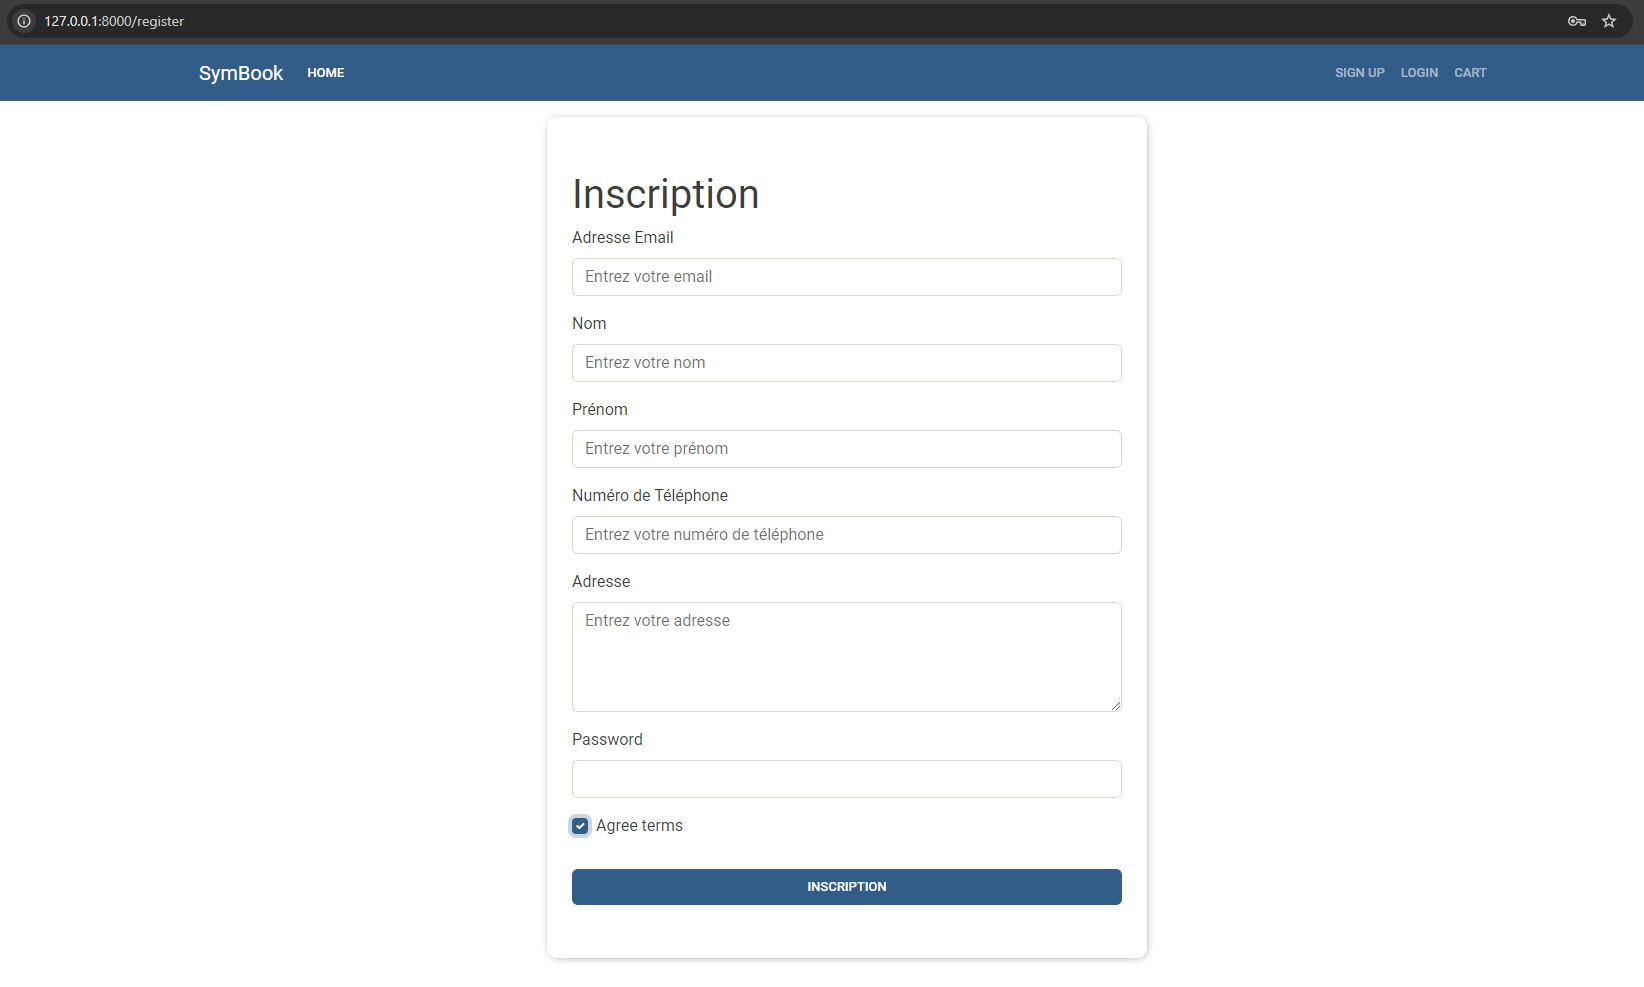 127.0.0.1:8000/register
SymBook HOME SIGN UP LOGIN CART
Inscription
Adresse Email
Entrez votre email
Nom
Entrez votre nom
Prénom
Entrez votre prénom
Numéro de Téléphone
Entrez votre numéro de téléphone
Adresse
Entrez votre adresse
Password
Agree terms
INSCRIPTION